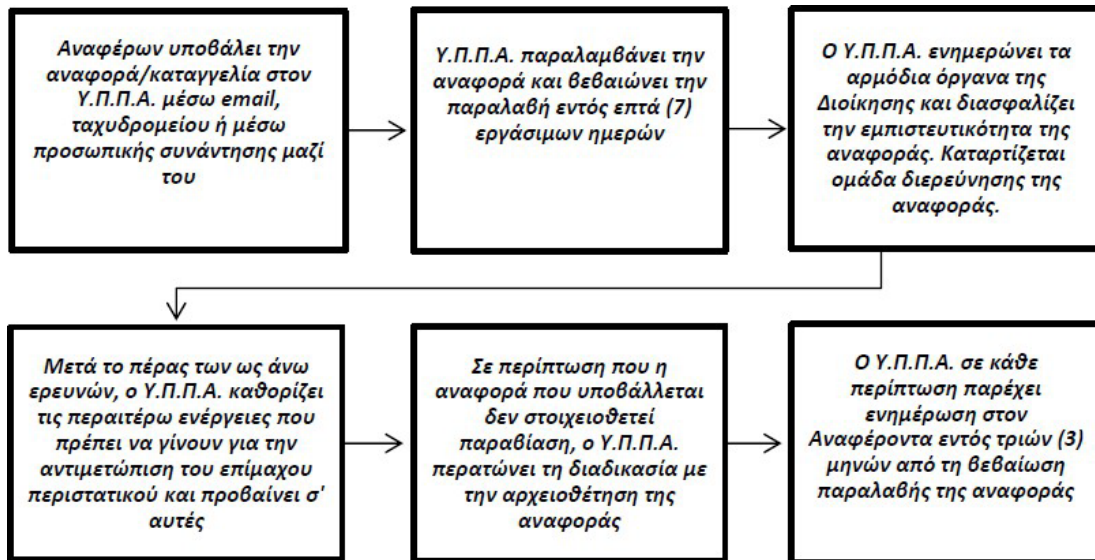 Αναφέρων υποβάλει την
αναφορά/καταγγελία στον
Υ.Π.Π.Α. μέσω email,
ταχυδρομείου ή μέσω
προσωπικής συνάντησης μαζί
του
Υ.Π.Π.Α. παραλαμβάνει την
αναφορά και βεβαιώνει την
παραλαβή εντός επτά (7)
εργάσιμων ημερών
Ο Υ.Π.Π.Α. ενημερώνει τα
αρμόδια όργανα της
Διοίκησης και διασφαλίζει
την εμπιστευτικότητα της
αναφοράς. Καταρτίζεται
ομάδα διερεύνησης της
αναφοράς.
Μετά το πέρας των ως άνω
ερευνών, ο Υ.Π.Π.Α. καθορίζει
τις περαιτέρω ενέργειες που
πρέπει να γίνουν για την
αντιμετώπιση του επίμαχου
περιστατικού και προβαίνει σ'
αυτές
Σε περίπτωση που η
αναφορά που υποβάλλεται
δεν στοιχειοθετεί
παραβίαση, ο Υ.Π.Π.Α.
περατώνει τη διαδικασία με
την αρχειοθέτηση της
αναφοράς
Ο Υ.Π.Π.Α. σε κάθε
περίπτωση παρέχει
ενημέρωση στον
Αναφέροντα εντός τριών (3)
μηνών από τη βεβαίωση
παραλαβής της αναφοράς